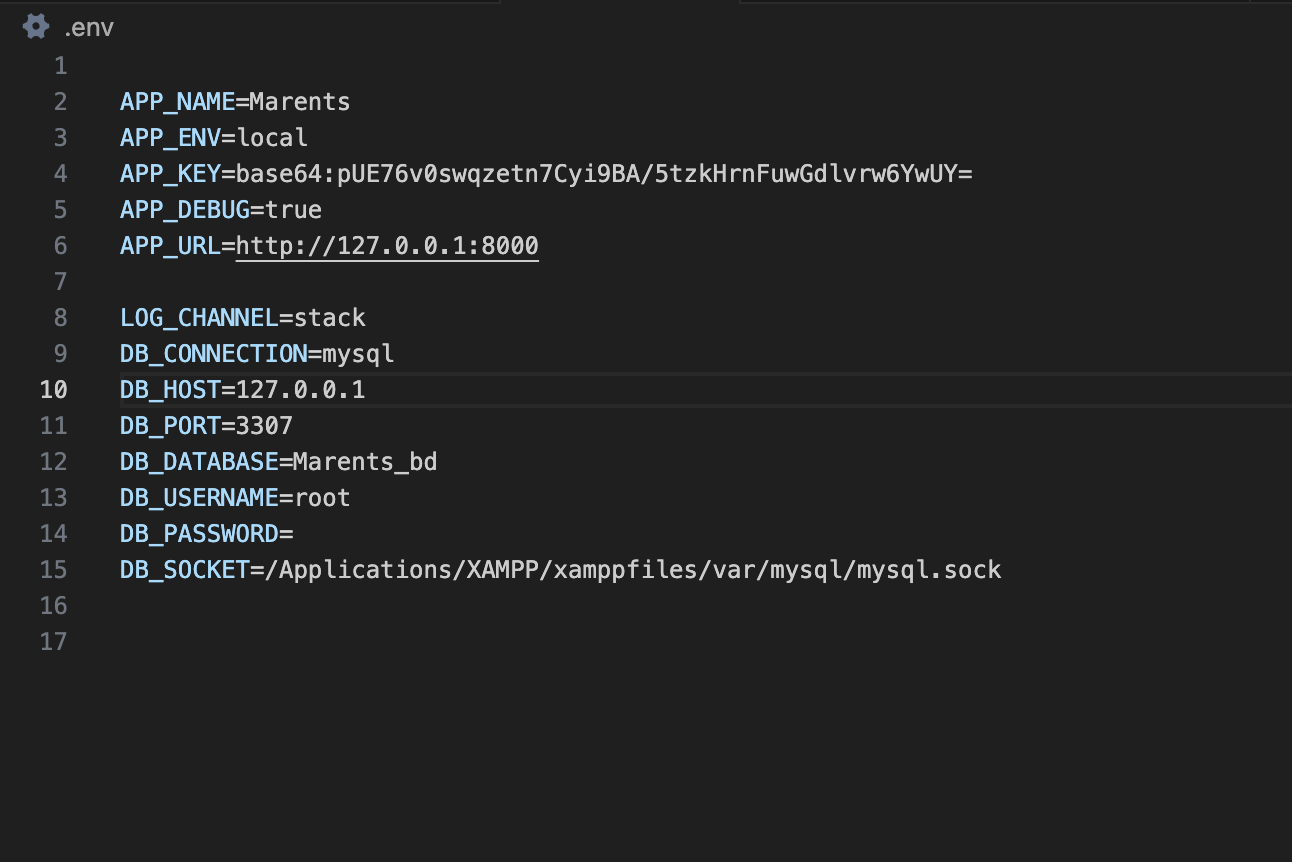 .env
1
2 APP_NAME=Marents
3 APP_ENV=local
4 APP_KEY=base64:pUE76v0swqzetn7Cyi9BA/5tzkHrnFuwGdlvrw6YwUY=
5 APP_DEBUG=true
6 APP_URL=http://127.0.0.1:8000
7
8 LOG_CHANNEL=stack
9 DB_CONNECTION=mysql
10 DB_HOST=127.0.0.1
11 DB_PORT=3307
12 DB_DATABASE=Marents_bd
13 DB_USERNAME=root
14 DB_PASSWORD=
15 DB_SOCKET=/Applications/XAMPP/xamppfiles/var/mysql/mysql.sock
16
17